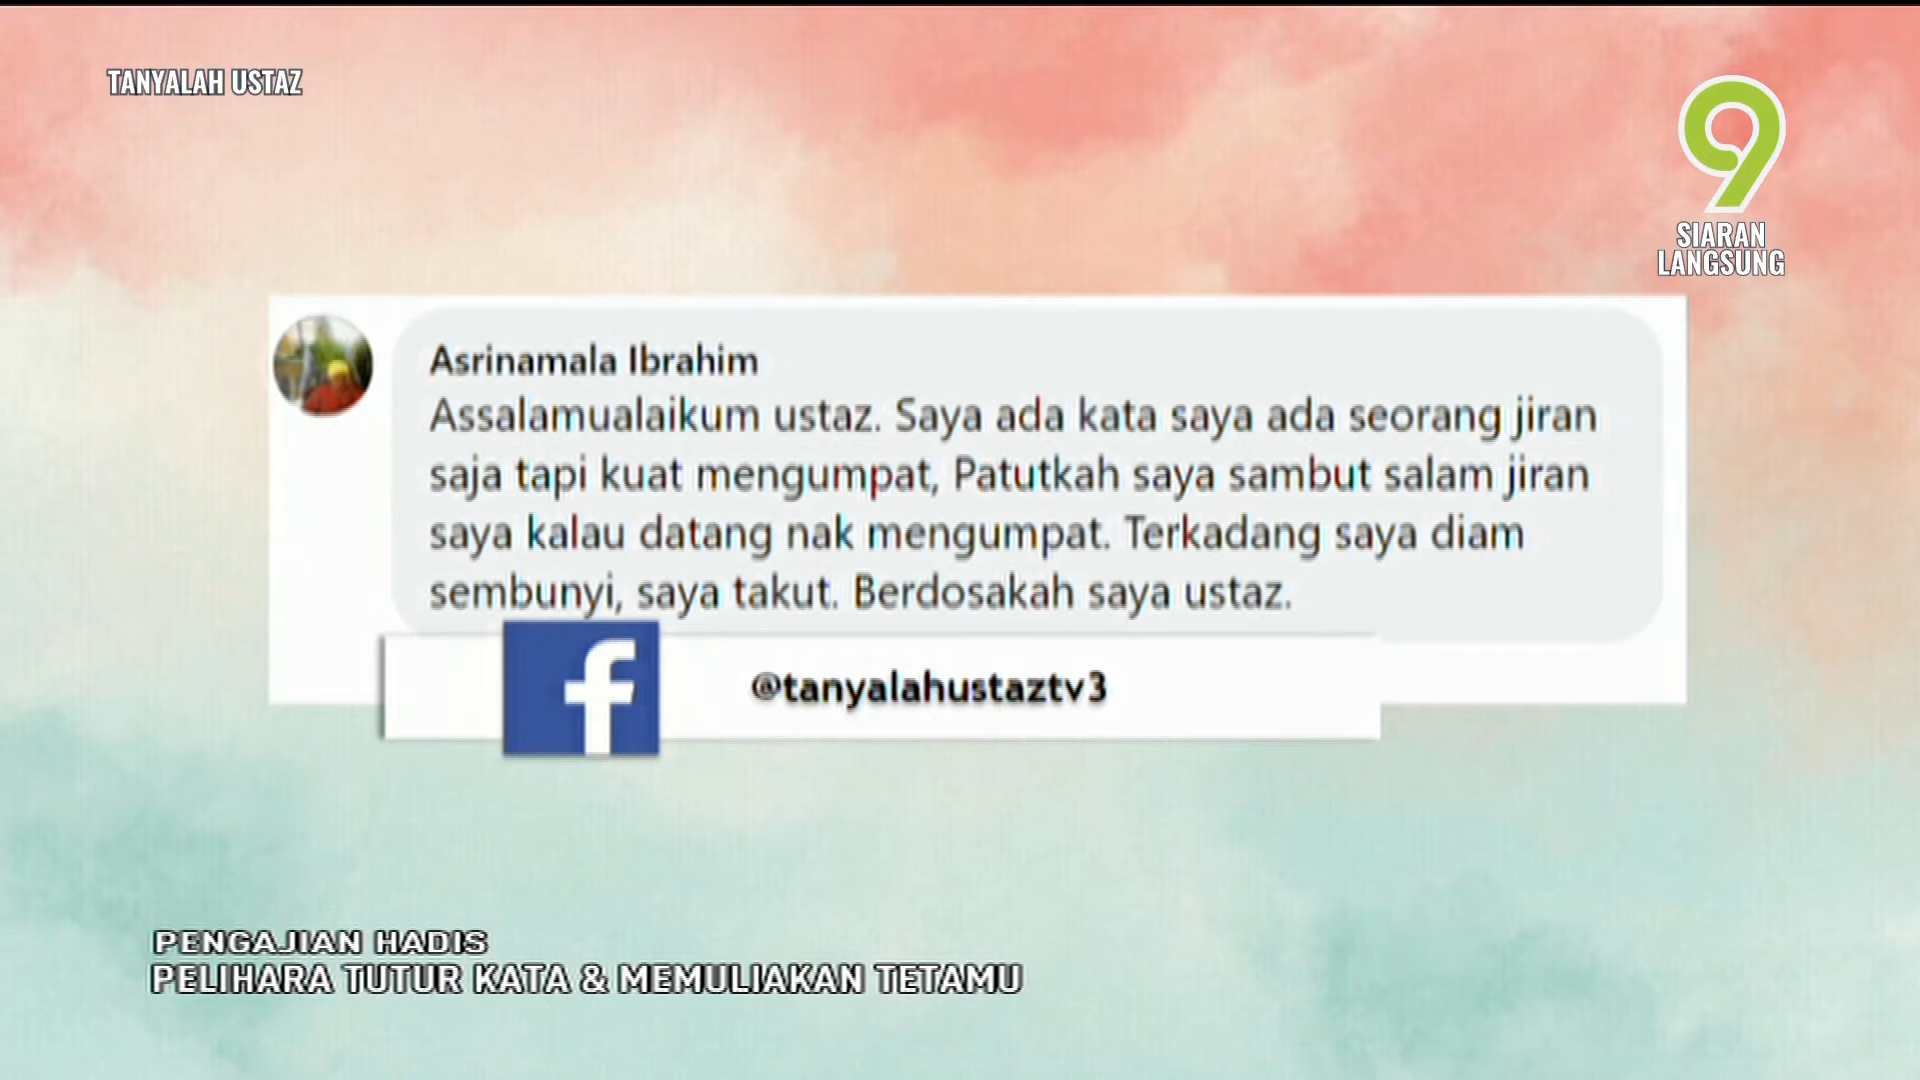 TANYALAH USTAZ
9
SIARAN
LANGSUNG
Asrinamala Ibrahim
Assalamualaikum ustaz. Saya ada kata saya ada seorang jiran
saja tapi kuat mengumpat, Patutkah saya sambut salam jiran
saya kalau datang nak mengumpat. Terkadang saya diam
sembunyi, saya takut. Berdosakah saya ustaz.
f
@tanyalahustaztv3
PENGAJIAN HADIS
PELIHARA TUTUR KATA & MEMULIAKAN TETAMU